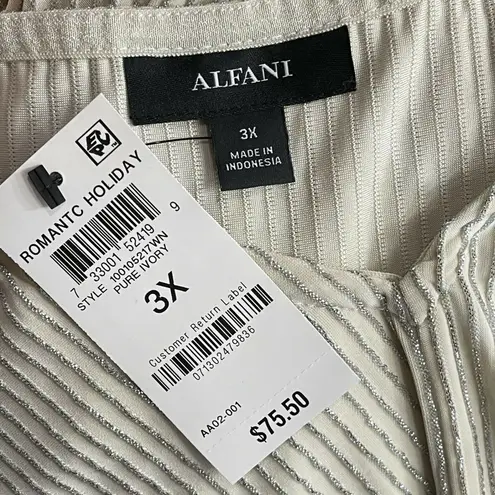 ALFANI
3X
MADE IN
INDONESIA
EPC
ROMANTC HOLIDAY
7 33001 52419 9
STYLE 100105217WN
PURE IVORY
3X
Customer Return Label
071302479836
AA02-001
$75.50